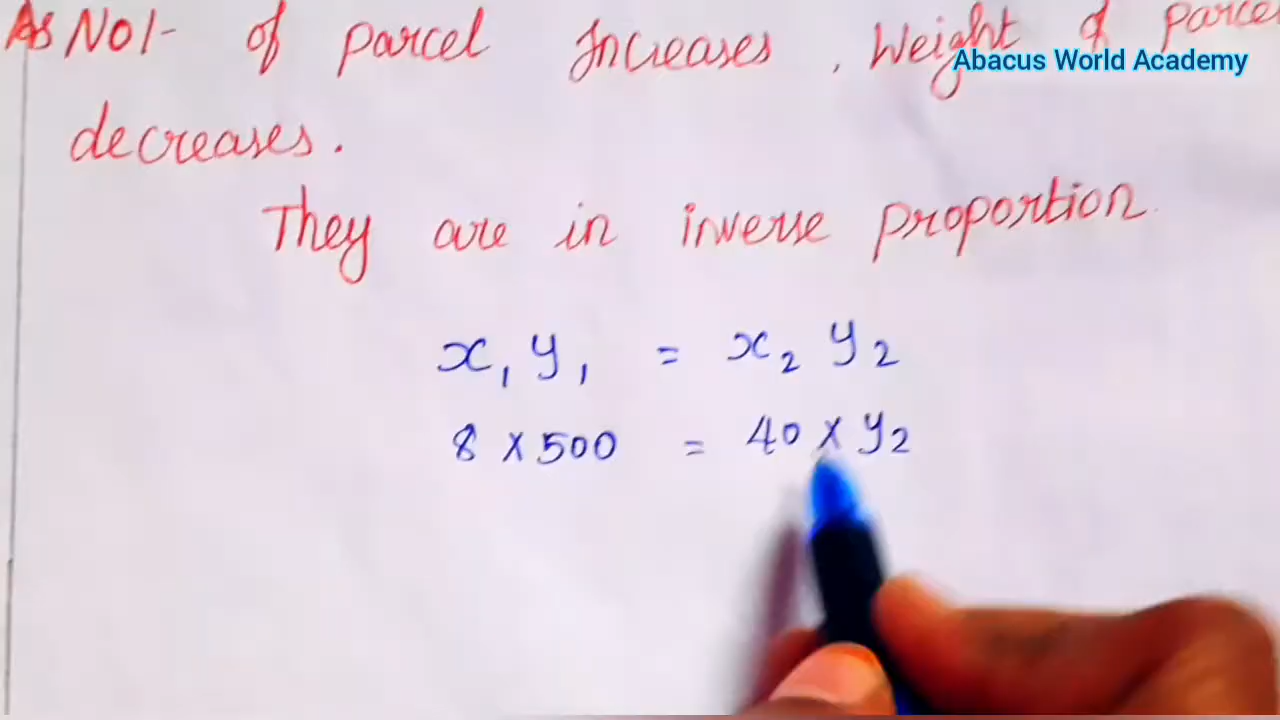 As No/- of parcel Increases, Weight of parcel
Abacus World Academy
decreases.
They are in inverse proportion.
x₁ y₁ = x₂ y₂
8 x 500 = 40 x y₂